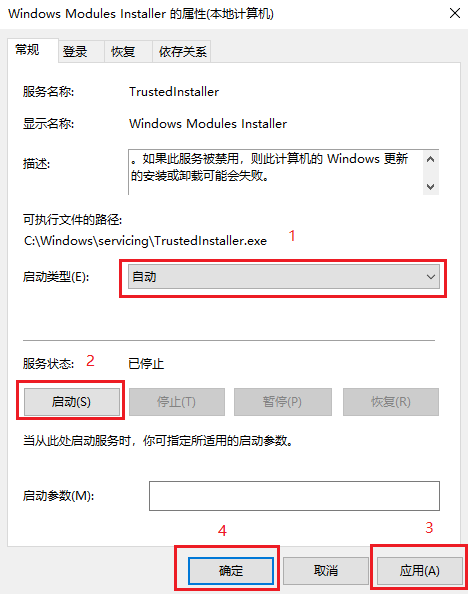 Windows Modules Installer 的属性(本地计算机)
常规 登录 恢复 依存关系
服务名称: TrustedInstaller
显示名称: Windows Modules Installer
描述: 。如果此服务被禁用，则此计算机的 Windows 更新
的安装或卸载可能会失败。
可执行文件的路径:
C:\Windows\servicing\TrustedInstaller.exe
1
启动类型(E): 自动
服务状态: 2 已停止
启动(S) 停止(T) 暂停(P) 恢复(R)
当从此处启动服务时，你可指定所适用的启动参数。
启动参数(M):
4 3
确定 取消 应用(A)